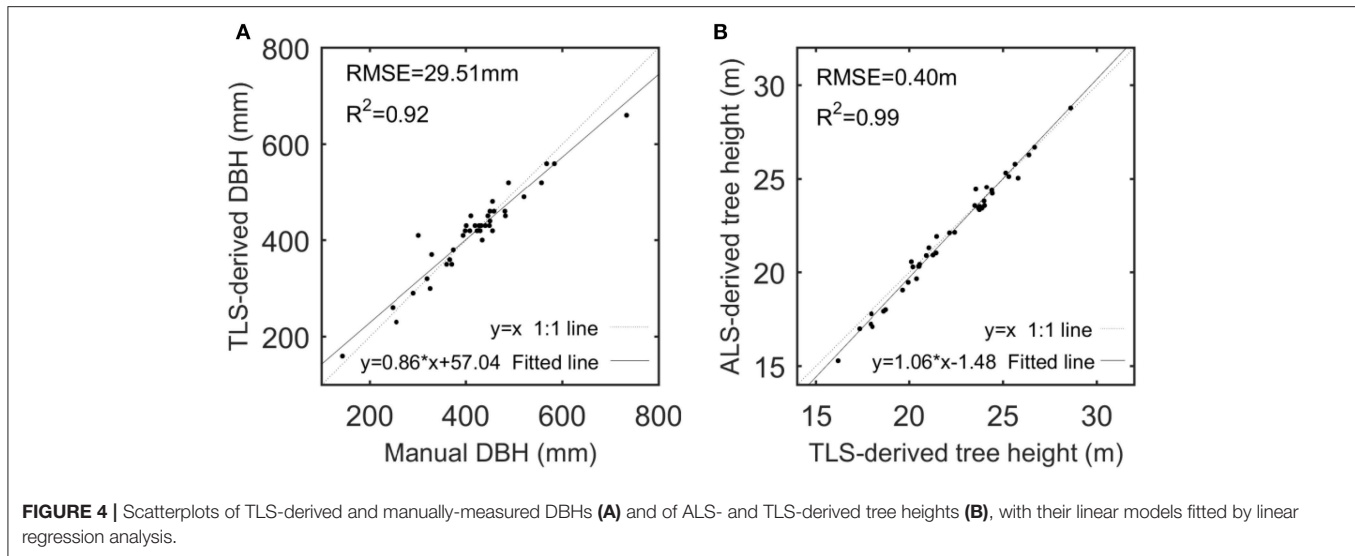 A
800
600
400
200
TLS-derived DBH (mm)
RMSE=29.51mm
R²=0.92
y=x 1:1 line
y=0.86*x+57.04 Fitted line
200 400 600 800
Manual DBH (mm)
B
30
25
20
15
ALS-derived tree height (m)
RMSE=0.40m
R²=0.99
y=x 1:1 line
y=1.06*x-1.48 Fitted line
15 20 25 30
TLS-derived tree height (m)
FIGURE 4 | Scatterplots of TLS-derived and manually-measured DBHs (A) and of ALS- and TLS-derived tree heights (B), with their linear models fitted by linear
regression analysis.